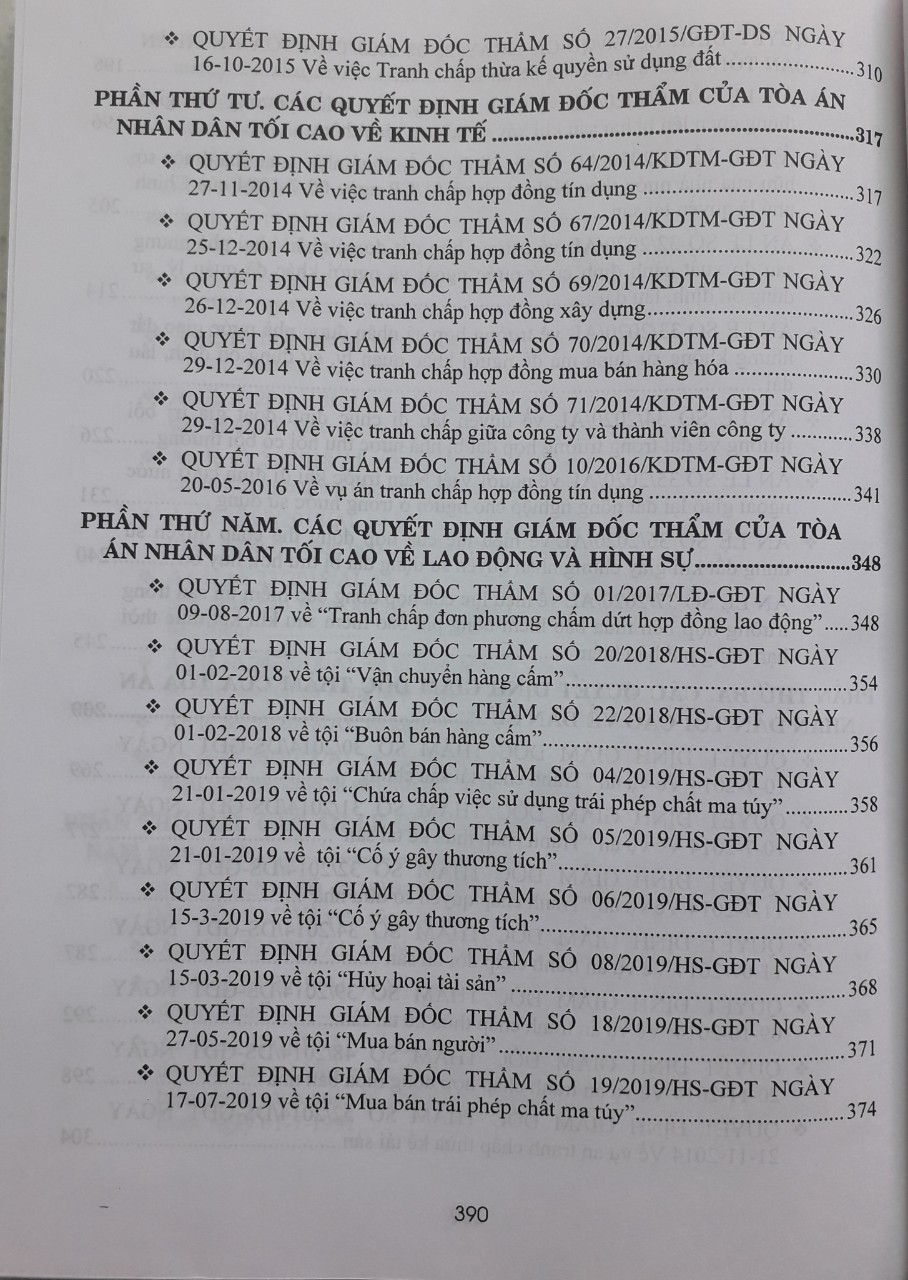 ❖ QUYẾT ĐỊNH GIÁM ĐỐC THẨM SỐ 27/2015/GĐT-DS NGÀY
16-10-2015 Về việc Tranh chấp thừa kế quyền sử dụng đất ....................310
PHẦN THỨ TƯ. CÁC QUYẾT ĐỊNH GIÁM ĐỐC THẨM CỦA TÒA ÁN
NHÂN DÂN TỐI CAO VỀ KINH TẾ ....................317
❖ QUYẾT ĐỊNH GIÁM ĐỐC THẨM SỐ 64/2014/KDTM-GĐT NGÀY
27-11-2014 Về việc tranh chấp hợp đồng tín dụng ....................317
❖ QUYẾT ĐỊNH GIÁM ĐỐC THẨM SỐ 67/2014/KDTM-GĐT NGÀY
25-12-2014 Về việc tranh chấp hợp đồng tín dụng ....................322
❖ QUYẾT ĐỊNH GIÁM ĐỐC THẨM SỐ 69/2014/KDTM-GĐT NGÀY
26-12-2014 Về việc tranh chấp hợp đồng xây dựng....................326
❖ QUYẾT ĐỊNH GIÁM ĐỐC THẨM SỐ 70/2014/KDTM-GĐT NGÀY
29-12-2014 Về việc tranh chấp hợp đồng mua bán hàng hóa ....................330
❖ QUYẾT ĐỊNH GIÁM ĐỐC THẨM SỐ 71/2014/KDTM-GĐT NGÀY
29-12-2014 Về việc tranh chấp giữa công ty và thành viên công ty ............338
❖ QUYẾT ĐỊNH GIÁM ĐỐC THẨM SỐ 10/2016/KDTM-GĐT NGÀY
20-05-2016 Về vụ án tranh chấp hợp đồng tín dụng ....................341
PHẦN THỨ NĂM. CÁC QUYẾT ĐỊNH GIÁM ĐỐC THẨM CỦA TÒA
ÁN NHÂN DÂN TỐI CAO VỀ LAO ĐỘNG VÀ HÌNH SỰ....................348
❖ QUYẾT ĐỊNH GIÁM ĐỐC THẨM SỐ 01/2017/LĐ-GĐT NGÀY
09-08-2017 về “Tranh chấp đơn phương chấm dứt hợp đồng lao động”.....348
❖ QUYẾT ĐỊNH GIÁM ĐỐC THẨM SỐ 20/2018/HS-GĐT NGÀY
01-02-2018 về tội “Vận chuyển hàng cấm”....................354
❖ QUYẾT ĐỊNH GIÁM ĐỐC THẨM SỐ 22/2018/HS-GĐT NGÀY
01-02-2018 về tội “Buôn bán hàng cấm”....................356
❖ QUYẾT ĐỊNH GIÁM ĐỐC THẨM SỐ 04/2019/HS-GĐT NGÀY
21-01-2019 về tội “Chứa chấp việc sử dụng trái phép chất ma túy”..........358
❖ QUYẾT ĐỊNH GIÁM ĐỐC THẨM SỐ 05/2019/HS-GĐT NGÀY
21-01-2019 về tội “Cố ý gây thương tích”....................361
❖ QUYẾT ĐỊNH GIÁM ĐỐC THẨM SỐ 06/2019/HS-GĐT NGÀY
15-3-2019 về tội “Cố ý gây thương tích”....................365
❖ QUYẾT ĐỊNH GIÁM ĐỐC THẨM SỐ 08/2019/HS-GĐT NGÀY
15-03-2019 về tội “Hủy hoại tài sản” ....................368
❖ QUYẾT ĐỊNH GIÁM ĐỐC THẨM SỐ 18/2019/HS-GĐT NGÀY
27-05-2019 về tội “Mua bán người”....................371
❖ QUYẾT ĐỊNH GIÁM ĐỐC THẨM SỐ 19/2019/HS-GĐT NGÀY
17-07-2019 về tội “Mua bán trái phép chất ma túy”....................374
390